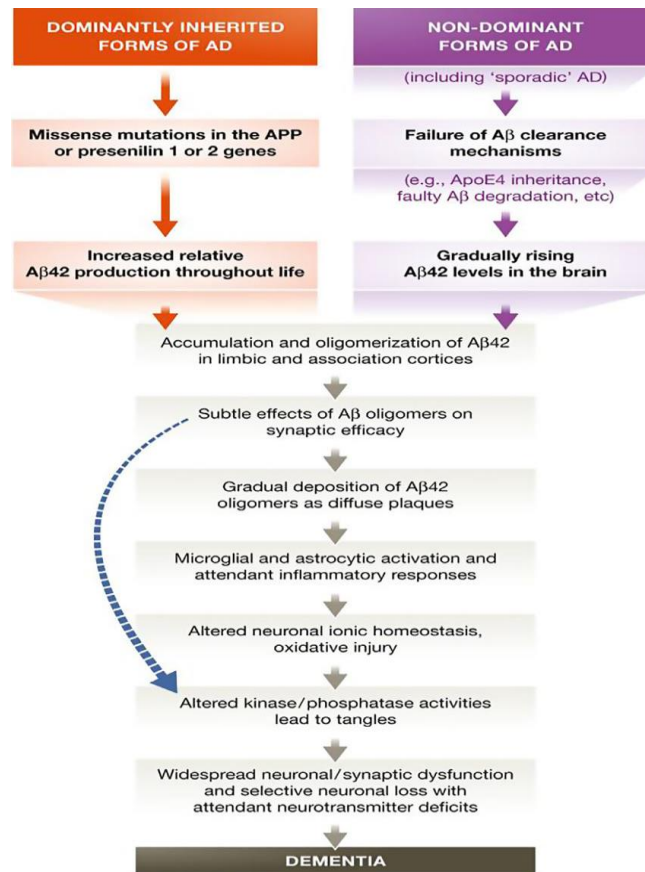 DOMINANTLY INHERITED
FORMS OF AD
Missense mutations in the APP
or presenilin 1 or 2 genes
Increased relative
Aβ42 production throughout life
NON-DOMINANT
FORMS OF AD
(including ‘sporadic’ AD)
Failure of Aβ clearance
mechanisms
(e.g., ApoE4 inheritance,
faulty Aβ degradation, etc)
Gradually rising
Aβ42 levels in the brain
Accumulation and oligomerization of Aβ42
in limbic and association cortices
Subtle effects of Aβ oligomers on
synaptic efficacy
Gradual deposition of Aβ42
oligomers as diffuse plaques
Microglial and astrocytic activation and
attendant inflammatory responses
Altered neuronal ionic homeostasis,
oxidative injury
Altered kinase/phosphatase activities
lead to tangles
Widespread neuronal/synaptic dysfunction
and selective neuronal loss with
attendant neurotransmitter deficits
DEMENTIA